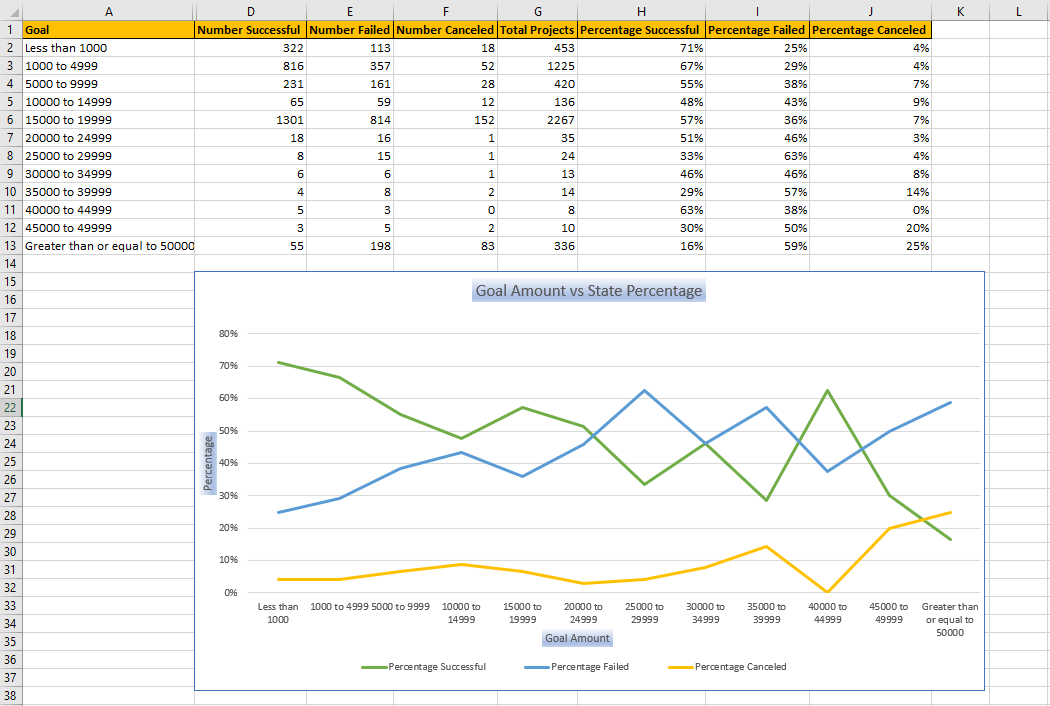 A D E F G H I J K L
1 Goal Number Successful Number Failed Number Canceled Total Projects Percentage Successful Percentage Failed Percentage Canceled
2 Less than 1000 322 113 18 453 71% 25% 4%
3 1000 to 4999 816 357 52 1225 67% 29% 4%
4 5000 to 9999 231 161 28 420 55% 38% 7%
5 10000 to 14999 65 59 12 136 48% 43% 9%
6 15000 to 19999 1301 814 152 2267 57% 36% 7%
7 20000 to 24999 18 16 1 35 51% 46% 3%
8 25000 to 29999 8 15 1 24 33% 63% 4%
9 30000 to 34999 6 6 1 13 46% 46% 8%
10 35000 to 39999 4 8 2 14 29% 57% 14%
11 40000 to 44999 5 3 0 8 63% 38% 0%
12 45000 to 49999 3 5 2 10 30% 50% 20%
13 Greater than or equal to 50000 55 198 83 336 16% 59% 25%
14
15
16
17
18
19
20
21
22
23
24
25
26
27
28
29
30
31
32
33
34
35
36
37
38
Goal Amount vs State Percentage
80%
70%
60%
50%
40%
30%
20%
10%
0%
Percentage
Less than 1000 to 4999 5000 to 9999 10000 to 15000 to 20000 to 25000 to 30000 to 35000 to 40000 to 45000 to Greater than
1000 14999 19999 24999 29999 34999 39999 44999 49999 or equal to
50000
Goal Amount
Percentage Successful Percentage Failed Percentage Canceled